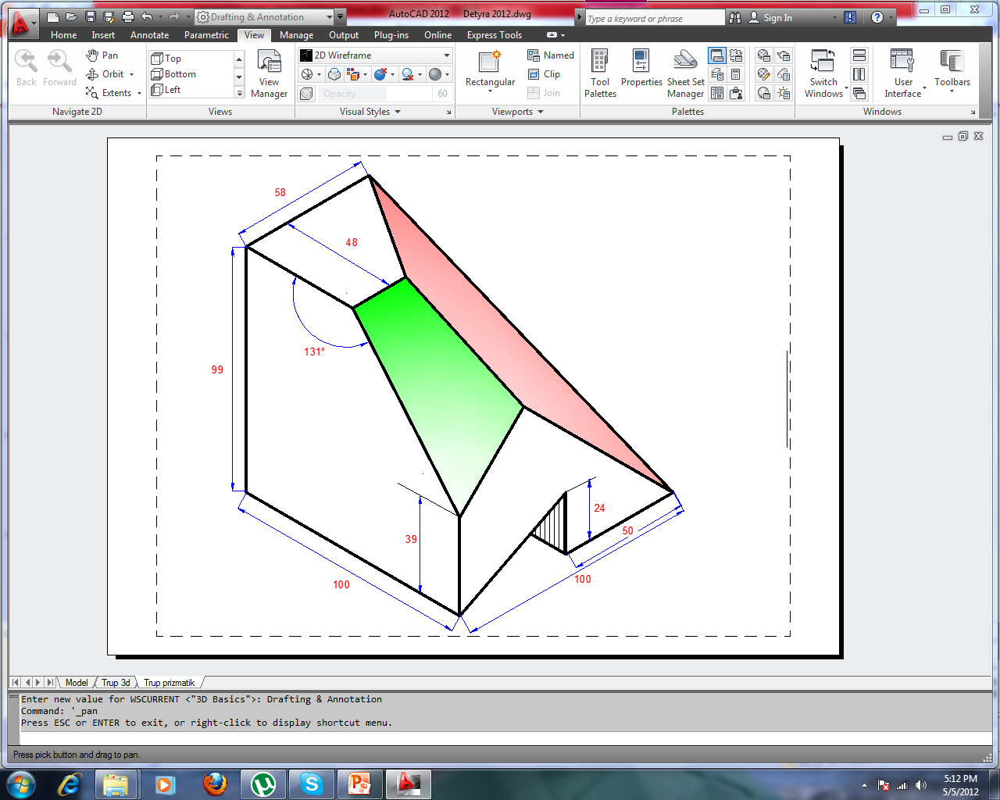 Drafting & Annotation
AutoCAD 2012 Detyra 2012.dwg
Type a keyword or phrase
Sign In
Home Insert Annotate Parametric View Manage Output Plug-ins Online Express Tools
Back Forward
Pan
Orbit
Extents
Navigate 2D
Top
Bottom
Left
View Manager
Views
2D Wireframe
Opacity 60
Visual Styles
Rectangular
Named
Clip
Join
Viewports
Tool Palettes
Properties
Sheet Set Manager
Palettes
Switch Windows
User Interface
Toolbars
Windows
58
48
131°
99
39
24
50
100
100
Model Trup 3d Trup prizmatik
Enter new value for WSCURRENT <"3D Basics">: Drafting & Annotation
Command: '_pan
Press ESC or ENTER to exit, or right-click to display shortcut menu.
Press pick button and drag to pan.
5:12 PM
5/5/2012